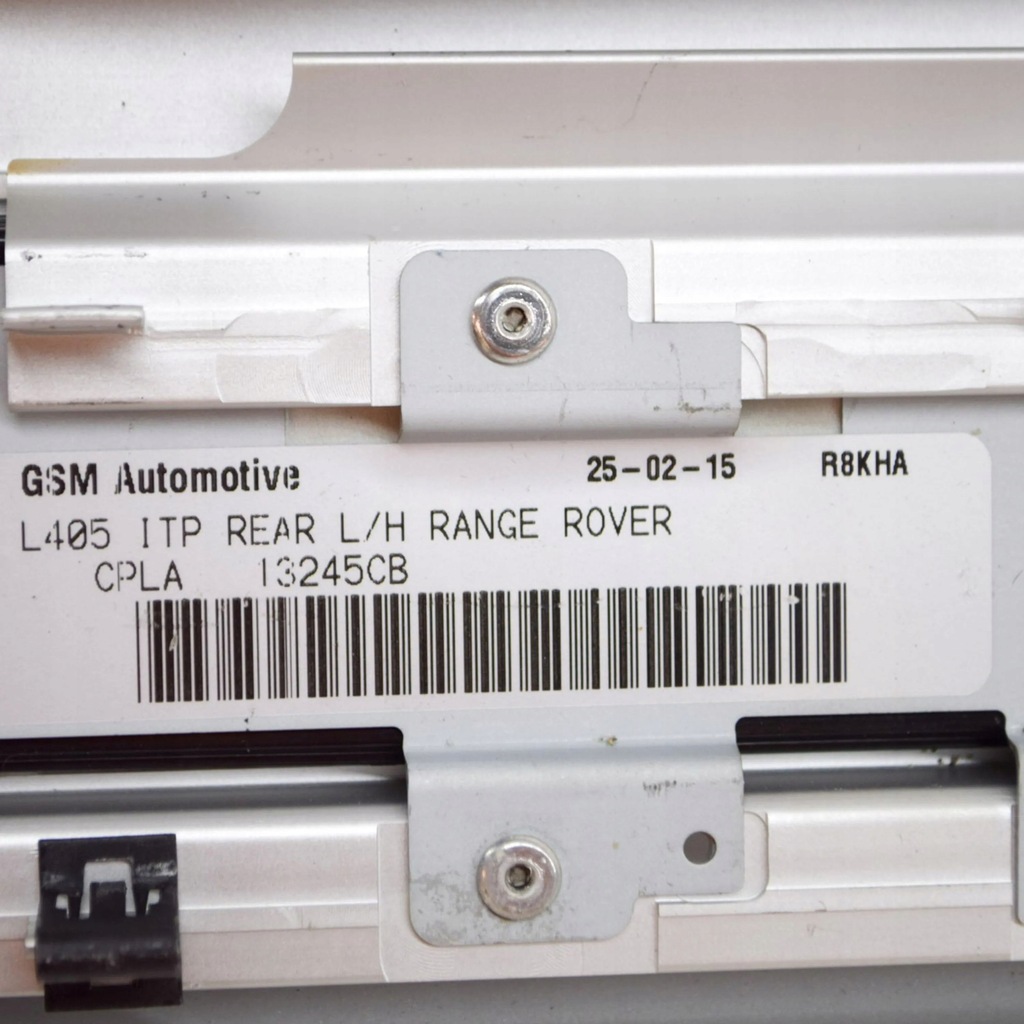 GSM Automotive 25-02-15 R8KHA
L405 ITP REAR L/H RANGE ROVER
CPLA 13245CB